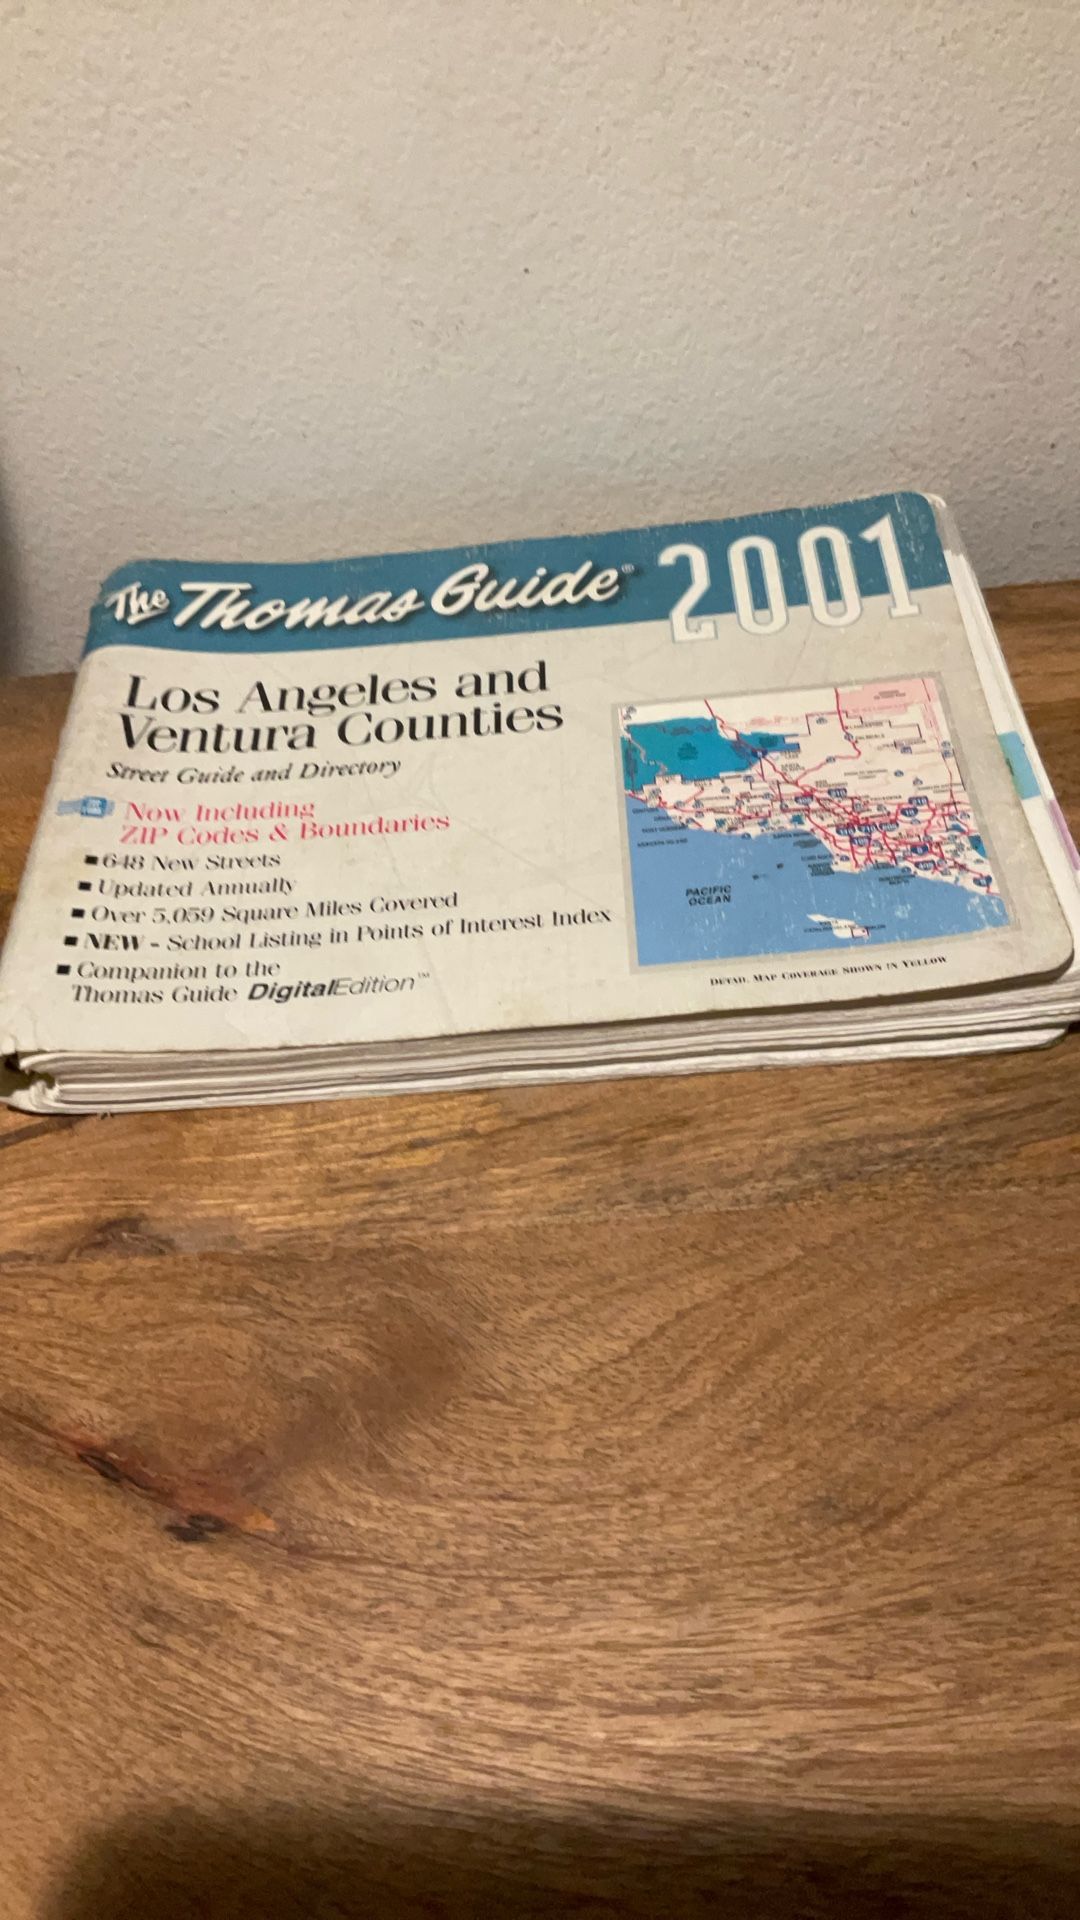 The Thomas Guide® 2001
Los Angeles and
Ventura Counties
Street Guide and Directory
Now Including
ZIP Codes & Boundaries
648 New Streets
Updated Annually
Over 5,059 Square Miles Covered
NEW - School Listing in Points of Interest Index
Companion to the
Thomas Guide DigitalEdition™
PACIFIC
OCEAN
DETAIL MAP COVERAGE SHOWN IN YELLOW